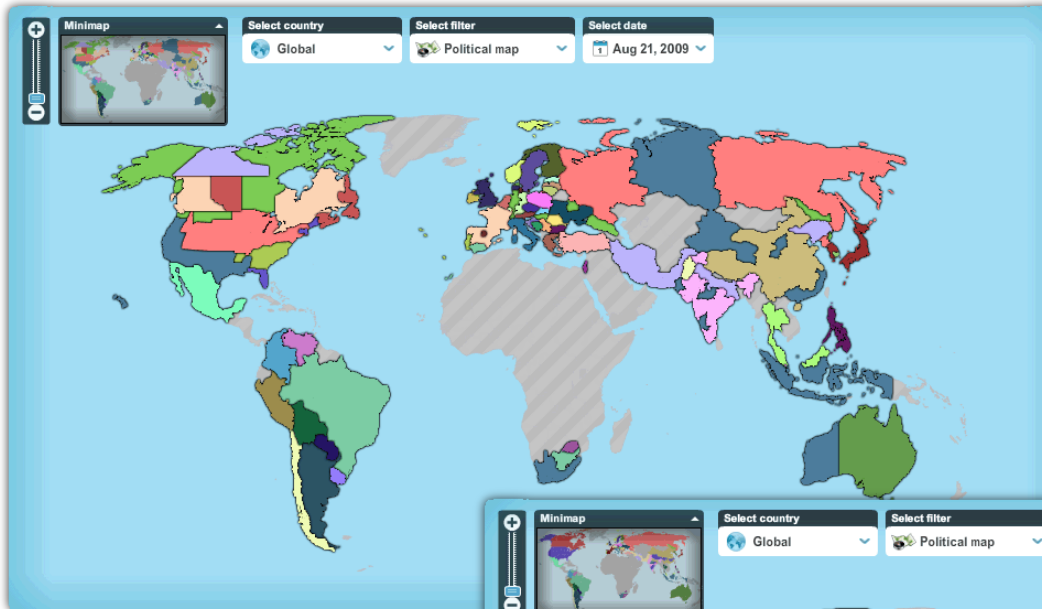 Minimap
Select country
Select filter
Select date
Global
Political map
1
Aug 21, 2009
Minimap
Select country
Select filter
Global
Political map